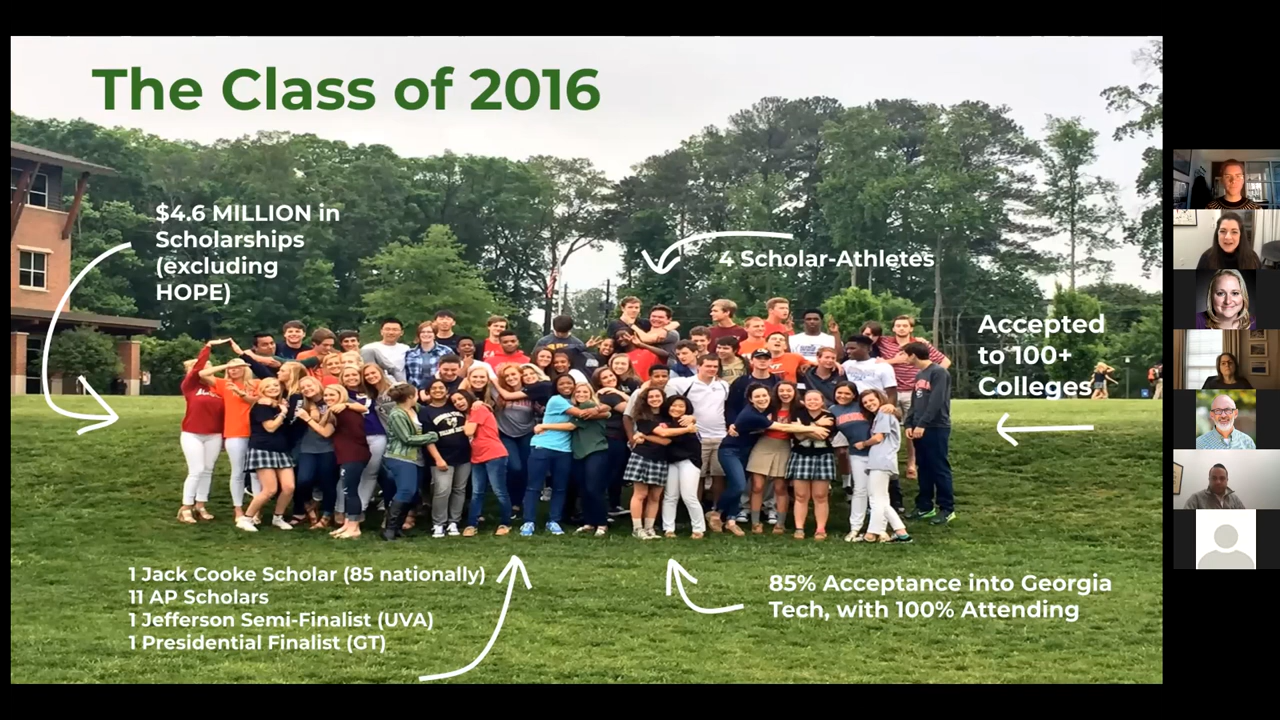 The Class of 2016
$4.6 MILLION in
Scholarships
(excluding
HOPE)
4 Scholar-Athletes
Accepted
to 100+
Colleges
1 Jack Cooke Scholar (85 nationally)
11 AP Scholars
1 Jefferson Semi-Finalist (UVA)
1 Presidential Finalist (GT)
85% Acceptance into Georgia
Tech, with 100% Attending